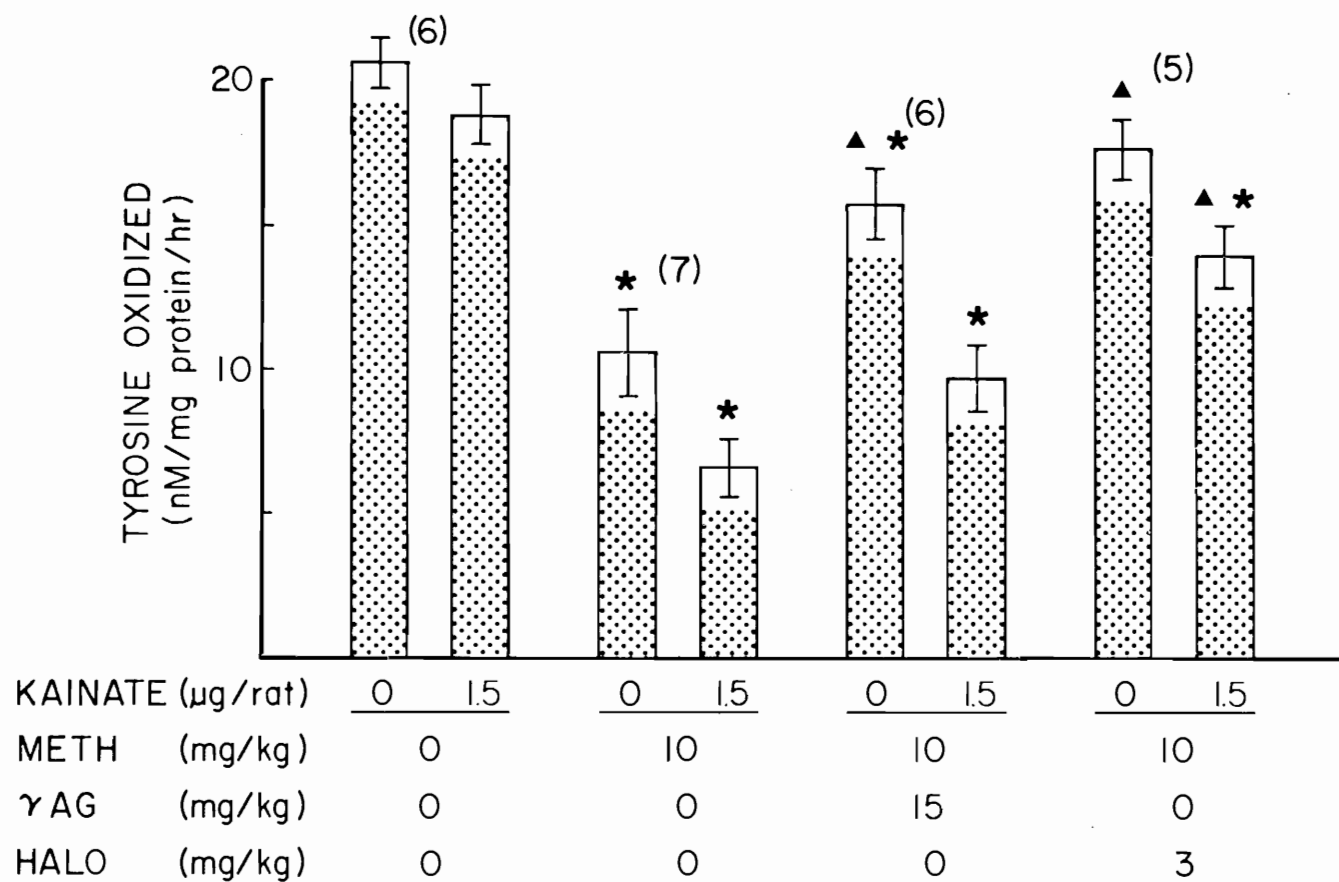 TYROSINE OXIDIZED
(nM/mg protein/hr)
20
10
(6)
* (7)
*
▲ * (6)
*
▲ (5)
▲ *
KAINATE (µg/rat) 0 1.5 0 1.5 0 1.5 0 1.5
METH (mg/kg) 0 10 10 10
γAG (mg/kg) 0 0 15 0
HALO (mg/kg) 0 0 0 3